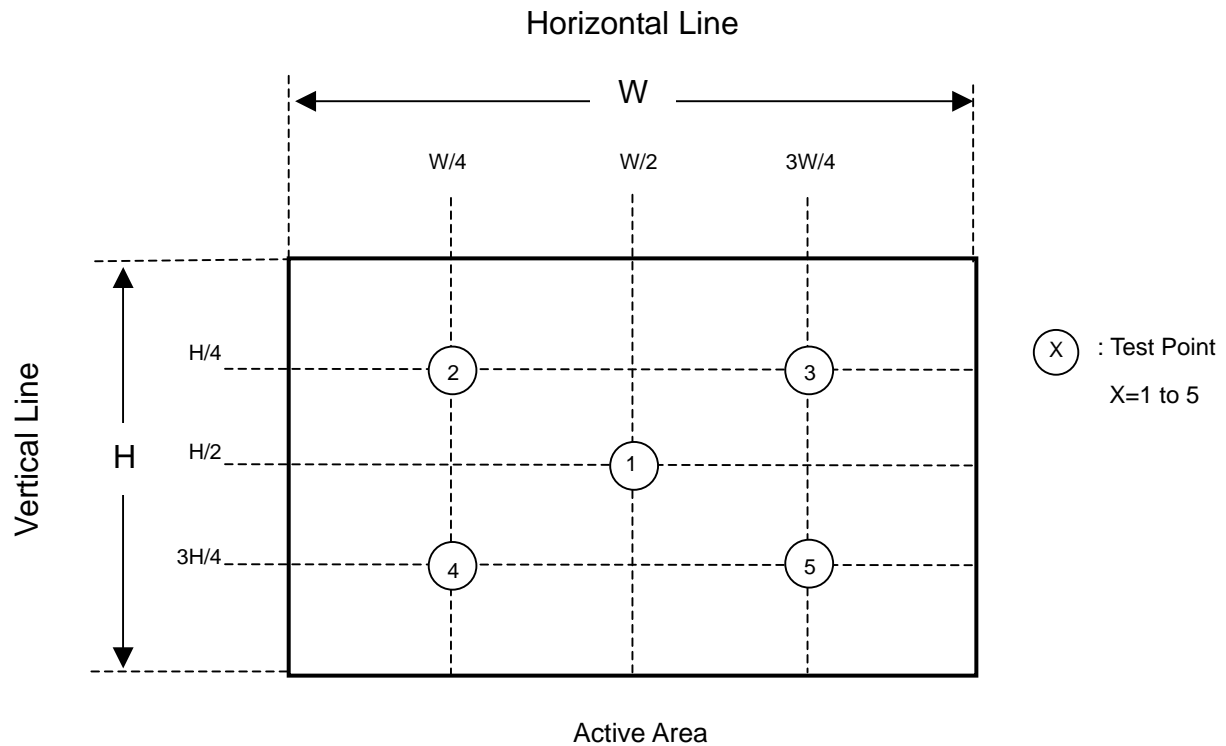 Horizontal Line
W
W/4 W/2 3W/4
Vertical Line
H
H/4
H/2
3H/4
2 3
1
4 5
X : Test Point
X=1 to 5
Active Area